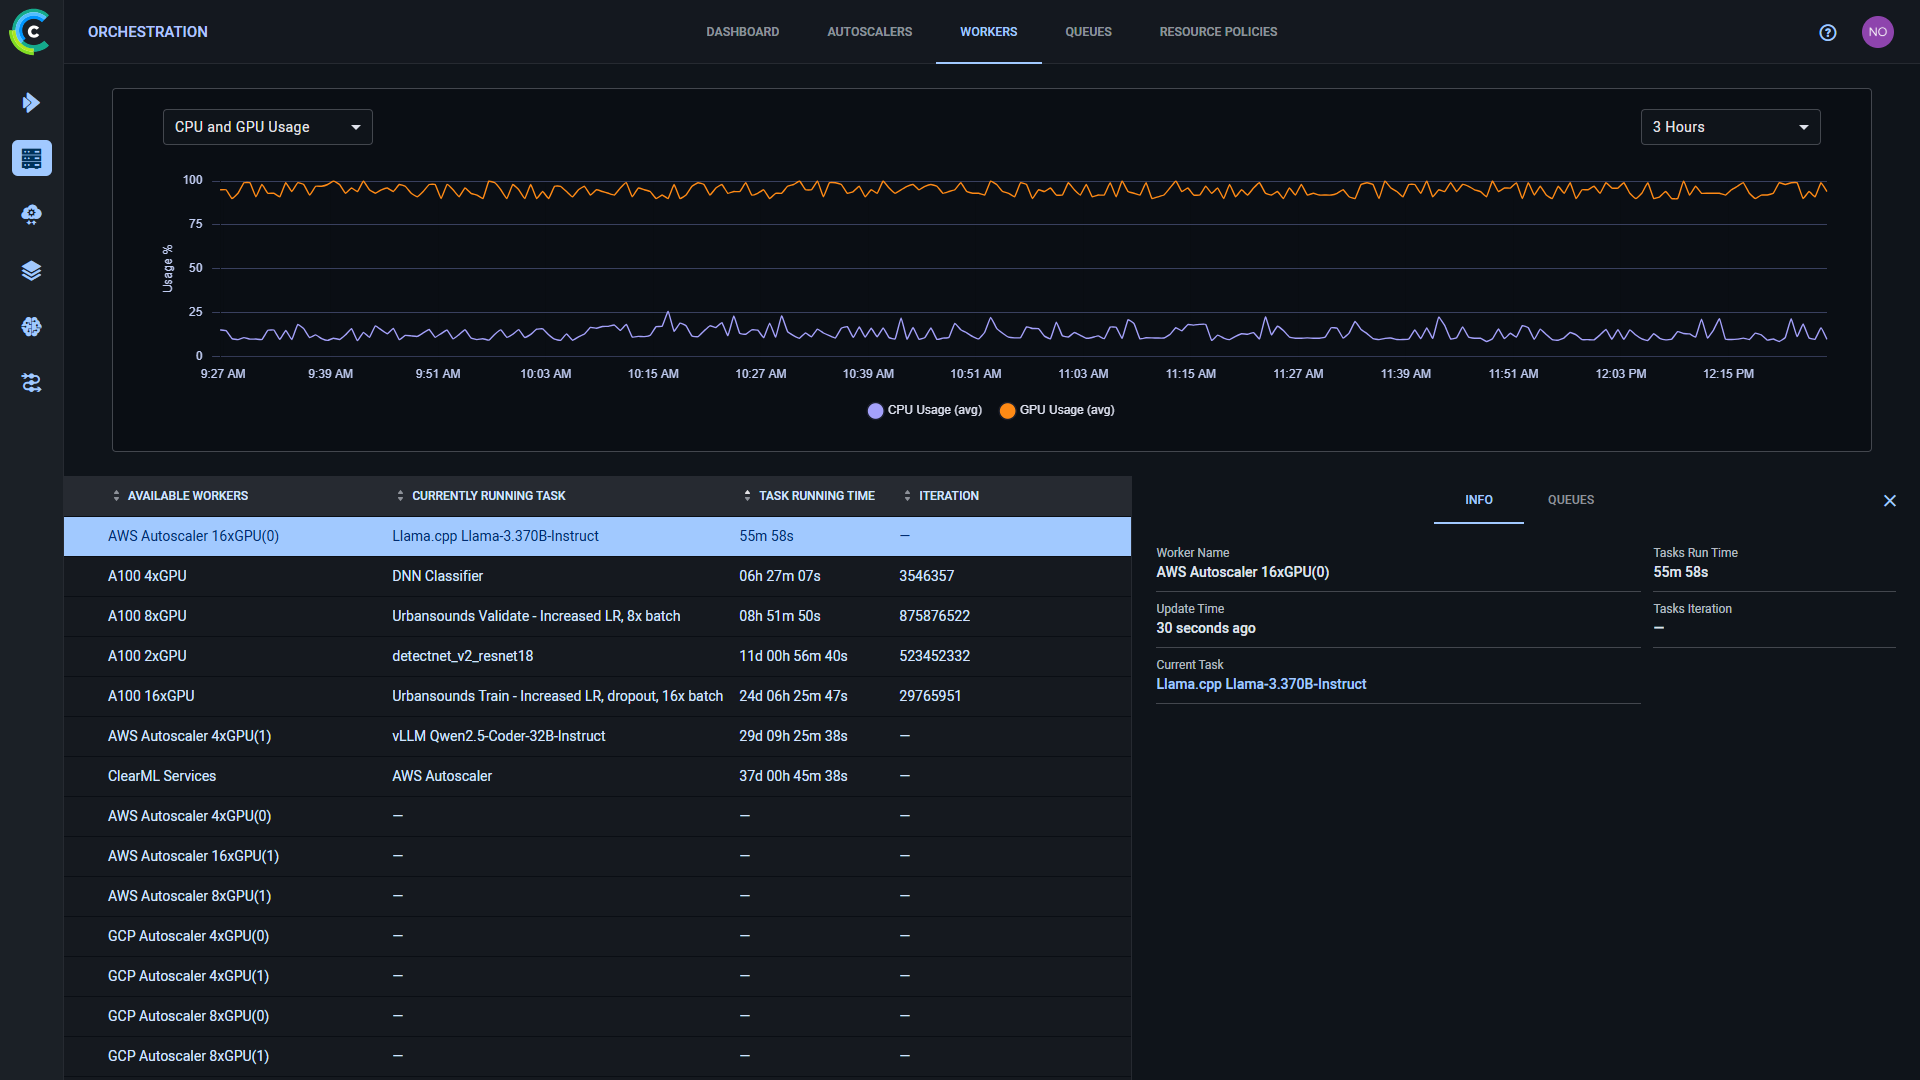 C
ORCHESTRATION
DASHBOARD AUTOSCALERS WORKERS QUEUES RESOURCE POLICIES
? NO
CPU and GPU Usage
3 Hours
Usage %
100
75
50
25
0
9:27 AM 9:39 AM 9:51 AM 10:03 AM 10:15 AM 10:27 AM 10:39 AM 10:51 AM 11:03 AM 11:15 AM 11:27 AM 11:39 AM 11:51 AM 12:03 PM 12:15 PM
CPU Usage (avg) GPU Usage (avg)
AVAILABLE WORKERS CURRENTLY RUNNING TASK TASK RUNNING TIME ITERATION
AWS Autoscaler 16xGPU(0) Llama.cpp Llama-3.370B-Instruct 55m 58s —
A100 4xGPU DNN Classifier 06h 27m 07s 3546357
A100 8xGPU Urbansounds Validate - Increased LR, 8x batch 08h 51m 50s 875876522
A100 2xGPU detectnet_v2_resnet18 11d 00h 56m 40s 523452332
A100 16xGPU Urbansounds Train - Increased LR, dropout, 16x batch 24d 06h 25m 47s 29765951
AWS Autoscaler 4xGPU(1) vLLM Qwen2.5-Coder-32B-Instruct 29d 09h 25m 38s —
ClearML Services AWS Autoscaler 37d 00h 45m 38s —
AWS Autoscaler 4xGPU(0) — — —
AWS Autoscaler 16xGPU(1) — — —
AWS Autoscaler 8xGPU(1) — — —
GCP Autoscaler 4xGPU(0) — — —
GCP Autoscaler 4xGPU(1) — — —
GCP Autoscaler 8xGPU(0) — — —
GCP Autoscaler 8xGPU(1) — — —
INFO QUEUES
Worker Name
AWS Autoscaler 16xGPU(0)
Tasks Run Time
55m 58s
Update Time
30 seconds ago
Tasks Iteration
—
Current Task
Llama.cpp Llama-3.370B-Instruct